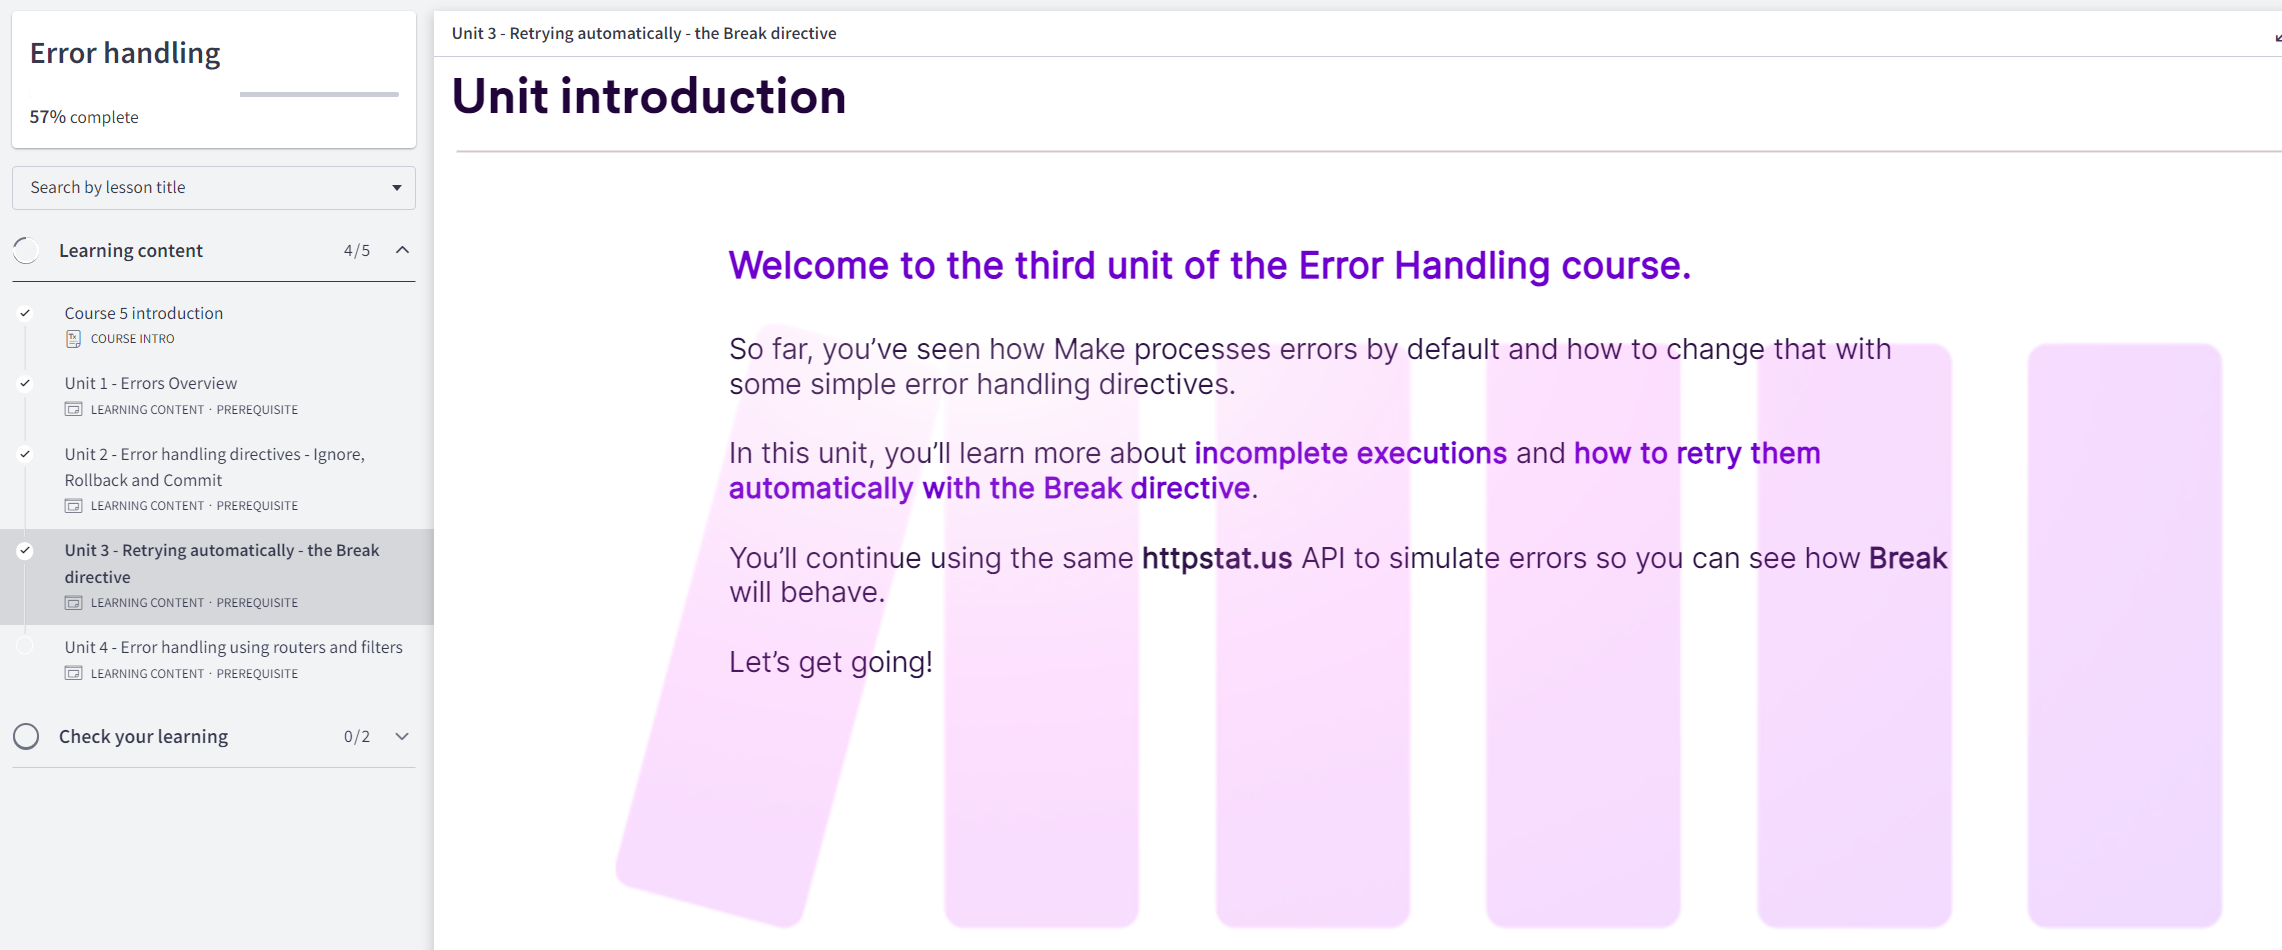 Error handling
57% complete
Search by lesson title
Learning content 4/5
Course 5 introduction
COURSE INTRO
Unit 1 - Errors Overview
LEARNING CONTENT · PREREQUISITE
Unit 2 - Error handling directives - Ignore,
Rollback and Commit
LEARNING CONTENT · PREREQUISITE
Unit 3 - Retrying automatically - the Break
directive
LEARNING CONTENT · PREREQUISITE
Unit 4 - Error handling using routers and filters
LEARNING CONTENT · PREREQUISITE
Check your learning 0/2
Unit 3 - Retrying automatically - the Break directive
Unit introduction
Welcome to the third unit of the Error Handling course.
So far, you’ve seen how Make processes errors by default and how to change that with
some simple error handling directives.
In this unit, you’ll learn more about incomplete executions and how to retry them
automatically with the Break directive.
You’ll continue using the same httpstat.us API to simulate errors so you can see how Break
will behave.
Let’s get going!